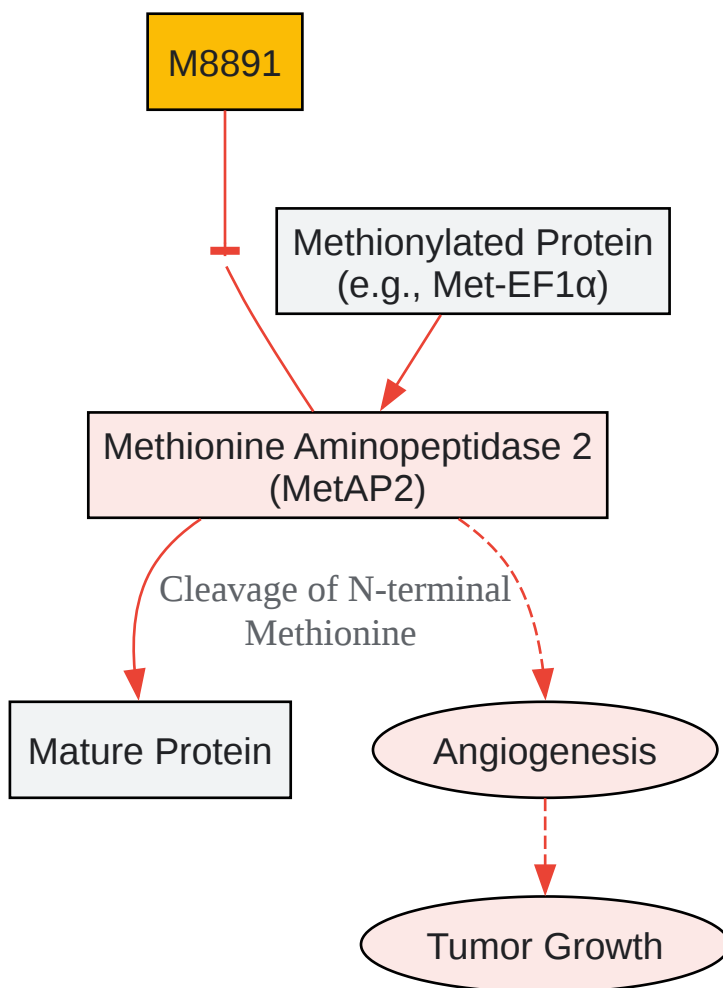 M8891
Methionylated Protein
(e.g., Met-EF1α)
Methionine Aminopeptidase 2
(MetAP2)
Cleavage of N-terminal
Methionine
Mature Protein
Angiogenesis
Tumor Growth